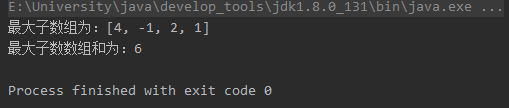 E:\University\java\develop_tools\jdk1.8.0_131\bin\java.exe ...
最大子数组为：[4, -1, 2, 1]
最大子数数组和为：6
Process finished with exit code 0